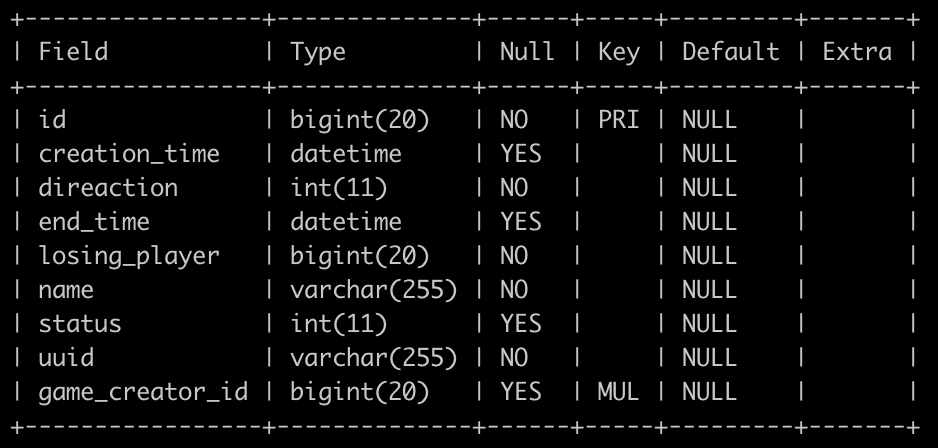 +-----------------+--------------+------+-----+---------+-------+
| Field           | Type         | Null | Key | Default | Extra |
+-----------------+--------------+------+-----+---------+-------+
| id              | bigint(20)   | NO   | PRI | NULL    |       |
| creation_time   | datetime     | YES  |     | NULL    |       |
| direaction      | int(11)      | NO   |     | NULL    |       |
| end_time        | datetime     | YES  |     | NULL    |       |
| losing_player   | bigint(20)   | NO   |     | NULL    |       |
| name            | varchar(255) | NO   |     | NULL    |       |
| status          | int(11)      | YES  |     | NULL    |       |
| uuid            | varchar(255) | NO   |     | NULL    |       |
| game_creator_id | bigint(20)   | YES  | MUL | NULL    |       |
+-----------------+--------------+------+-----+---------+-------+